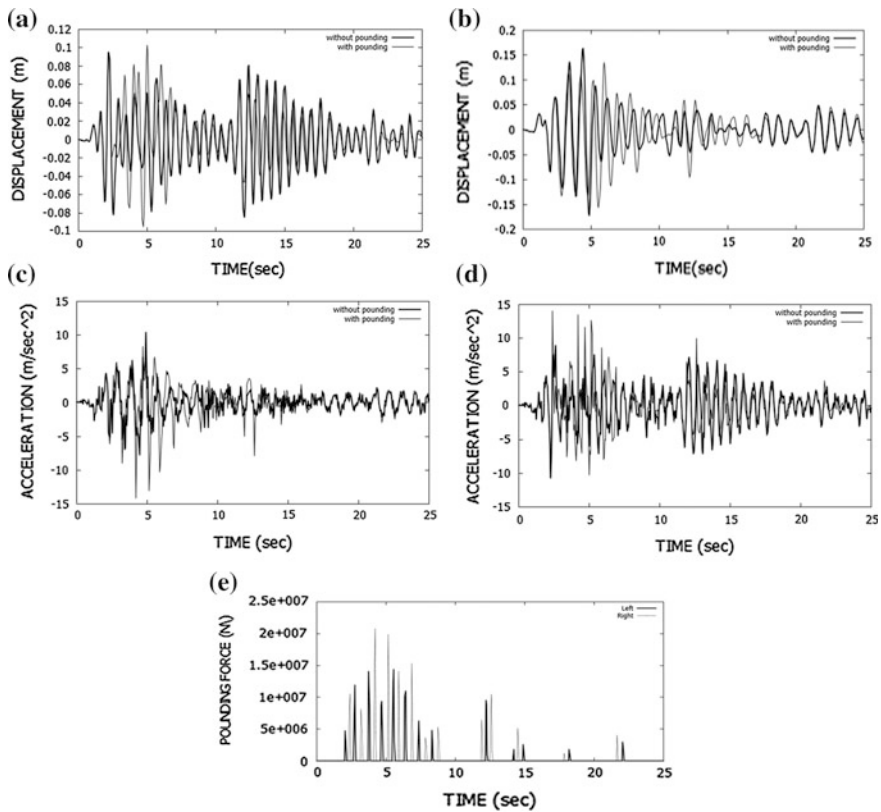 (a)
0.12
0.1
0.08
0.06
0.04
0.02
0
-0.02
-0.04
-0.06
-0.08
-0.1
DISPLACEMENT (m)
without pounding
with pounding
0 5 10 15 20 25
TIME(sec)
(b)
0.2
0.15
0.1
0.05
0
-0.05
-0.1
-0.15
-0.2
DISPLACEMENT (m)
without pounding
with pounding
0 5 10 15 20 25
TIME(sec)
(c)
15
10
5
0
-5
-10
-15
ACCELERATION (m/sec^2)
without pounding
with pounding
0 5 10 15 20 25
TIME (sec)
(d)
15
10
5
0
-5
-10
-15
ACCELERATION (m/sec^2)
without pounding
with pounding
0 5 10 15 20 25
TIME (sec)
(e)
2.5e+007
2e+007
1.5e+007
1e+007
5e+006
0
POUNDING FORCE (N)
Left
Right
0 5 10 15 20 25
TIME (sec)